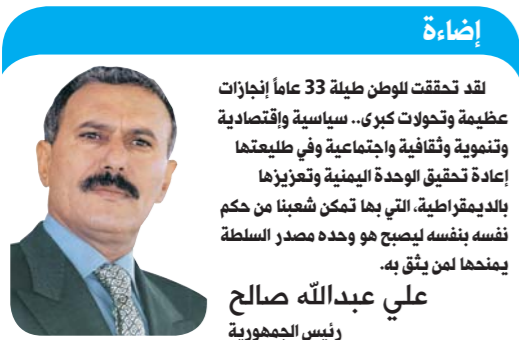 إضاءة
لقد تحققت للوطن طيلة 33 عاماً إنجازات
عظيمة وتحولات كبرى.. سياسية وإقتصادية
وتنموية وثقافية واجتماعية وفي طليعتها
إعادة تحقيق الوحدة اليمنية وتعزيزها
بالديمقراطية، التي بها تمكن شعبنا من حكم
نفسه بنفسه ليصبح هو وحده مصدر السلطة
يمنحها لمن يثق به.
علي عبدالله صالح
رئيس الجمهورية